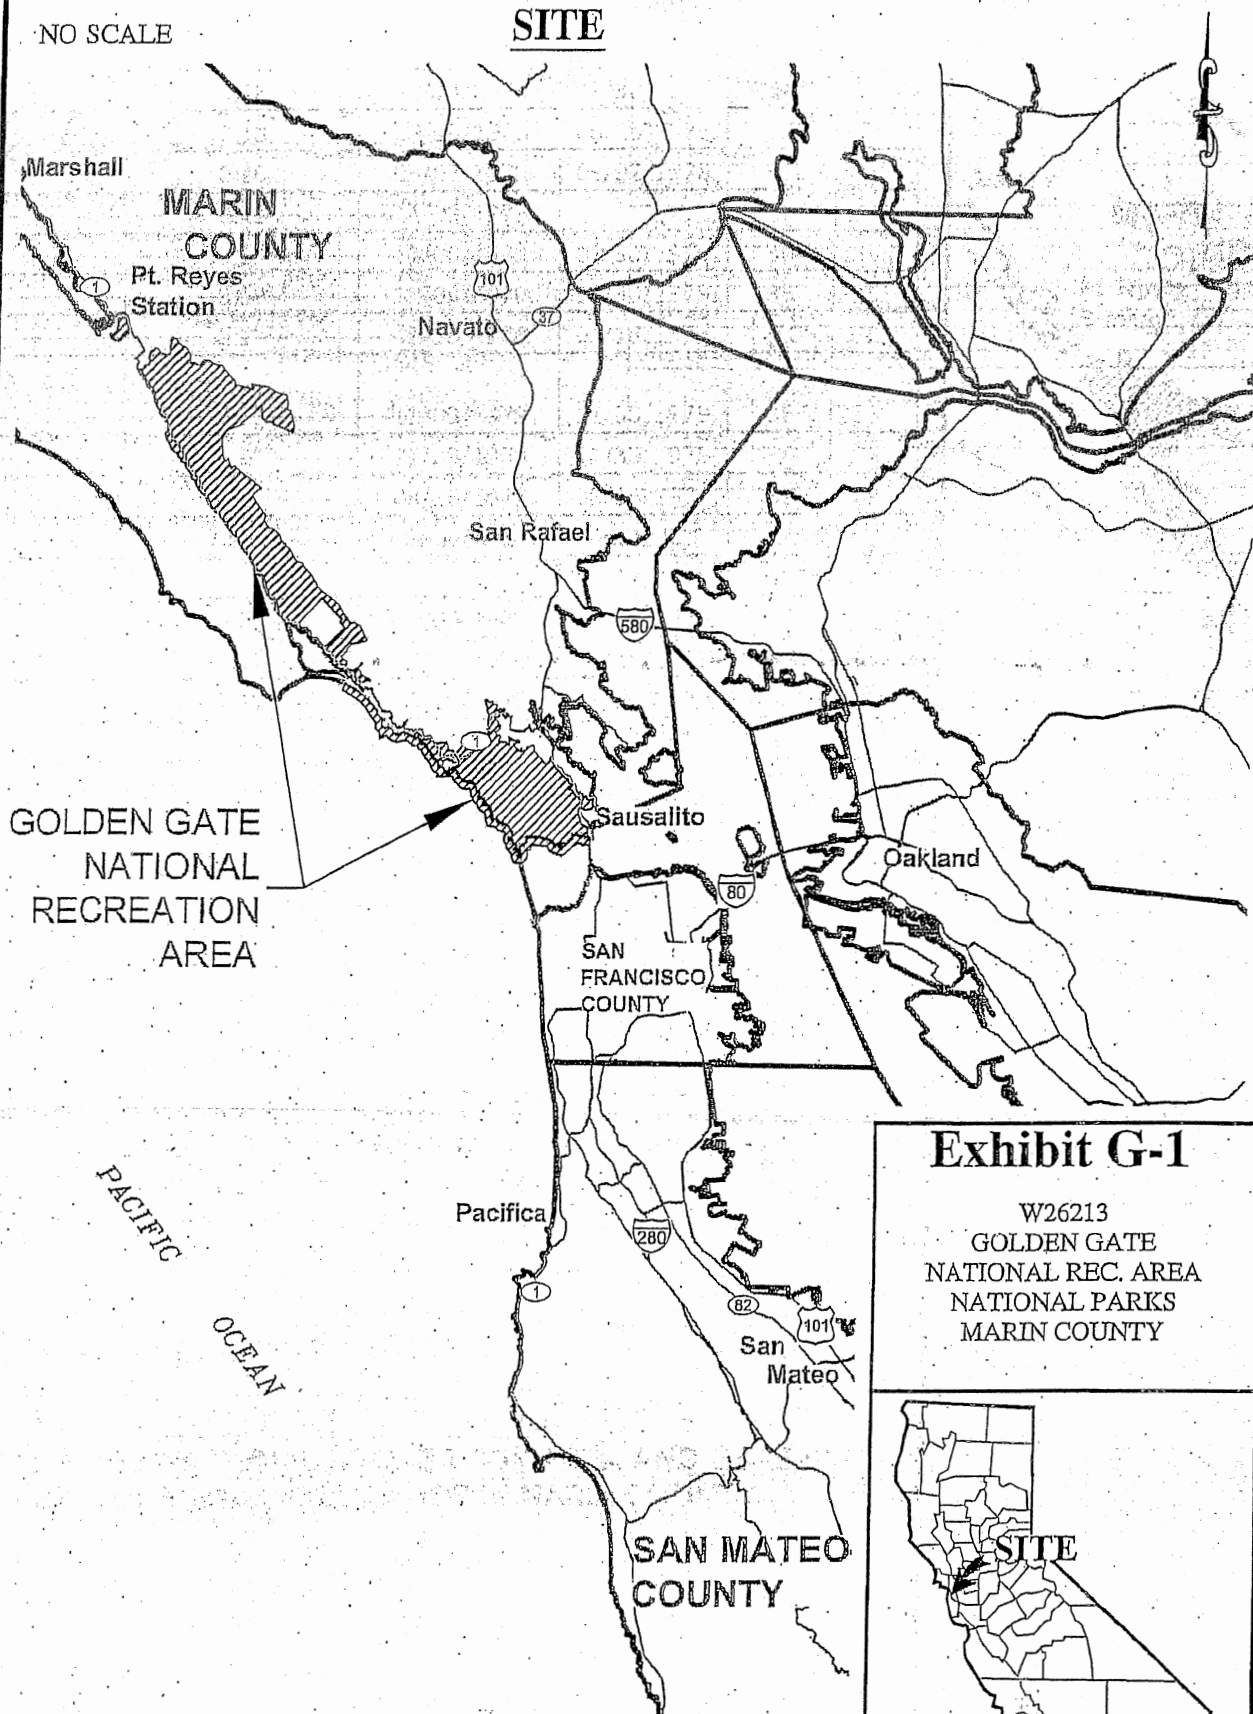 NO SCALE
SITE
Marshall
MARIN
COUNTY
Pt. Reyes
Station
1
101
Navato
37
San Rafael
580
1
GOLDEN GATE
NATIONAL
RECREATION
AREA
Sausalito
Oakland
80
SAN
FRANCISCO
COUNTY
PACIFIC
OCEAN
Pacifica
280
1
82
101
San
Mateo
SAN MATEO
COUNTY
Exhibit G-1
W26213
GOLDEN GATE
NATIONAL REC. AREA
NATIONAL PARKS
MARIN COUNTY
SITE